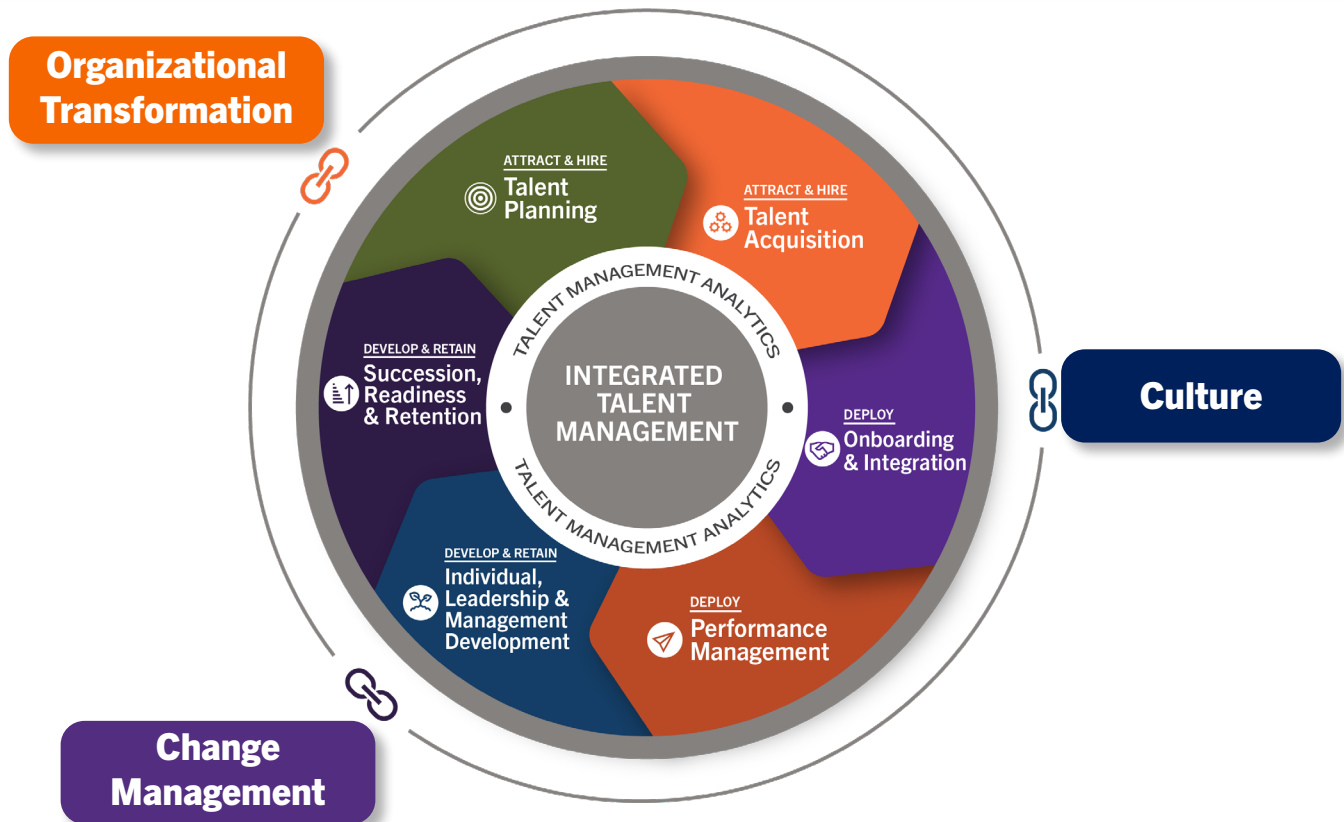 Organizational
Transformation
ATTRACT & HIRE
Talent
Planning
ATTRACT & HIRE
Talent
Acquisition
DEPLOY
Onboarding
& Integration
DEPLOY
Performance
Management
DEVELOP & RETAIN
Individual,
Leadership &
Management
Development
DEVELOP & RETAIN
Succession,
Readiness
& Retention
TALENT MANAGEMENT ANALYTICS
INTEGRATED
TALENT
MANAGEMENT
TALENT MANAGEMENT ANALYTICS
Culture
Change
Management